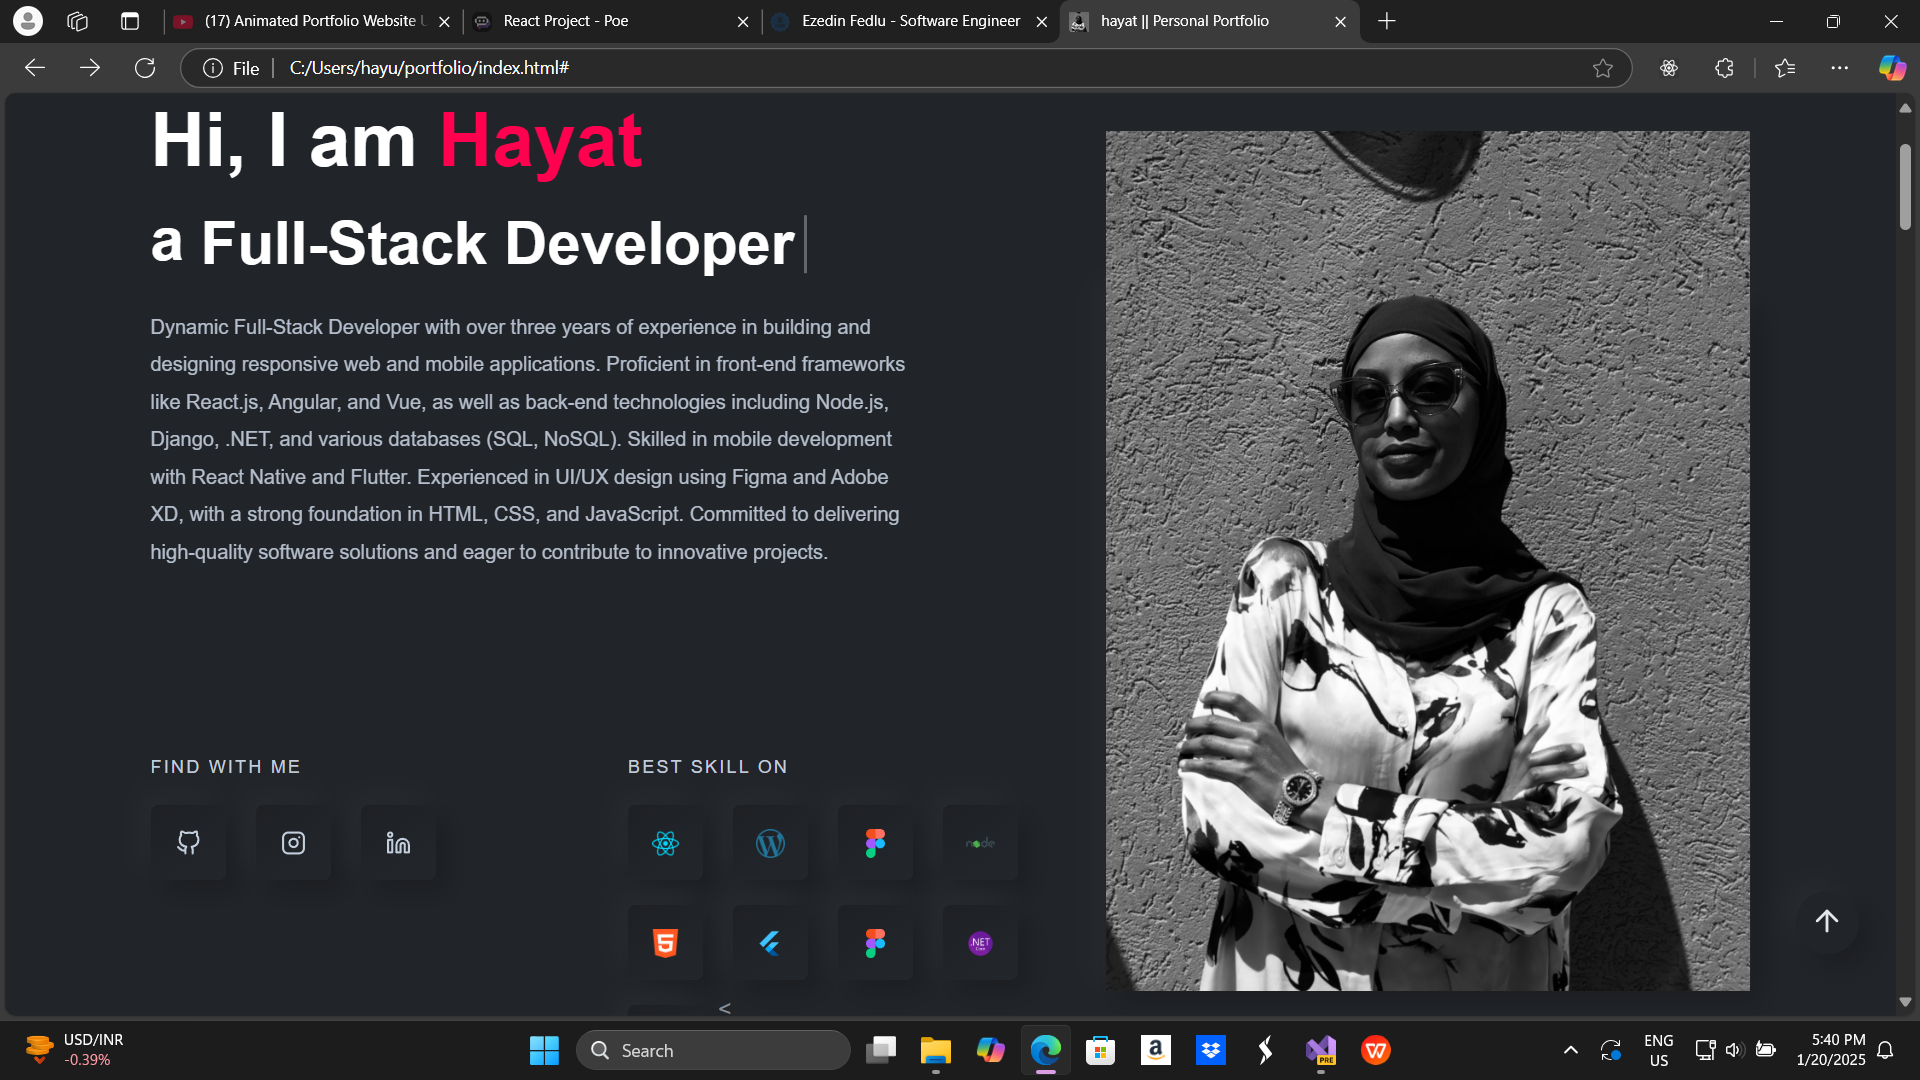 (17) Animated Portfolio Website
React Project - Poe
Ezedin Fedlu - Software Engineer
hayat || Personal Portfolio
File
C:/Users/hayu/portfolio/index.html#
Hi, I am Hayat
a Full-Stack Developer
Dynamic Full-Stack Developer with over three years of experience in building and
designing responsive web and mobile applications. Proficient in front-end frameworks
like React.js, Angular, and Vue, as well as back-end technologies including Node.js,
Django, .NET, and various databases (SQL, NoSQL). Skilled in mobile development
with React Native and Flutter. Experienced in UI/UX design using Figma and Adobe
XD, with a strong foundation in HTML, CSS, and JavaScript. Committed to delivering
high-quality software solutions and eager to contribute to innovative projects.
FIND WITH ME
BEST SKILL ON
node
.NET
Core
<
USD/INR
-0.39%
Search
PRE
ENG
US
5:40 PM
1/20/2025